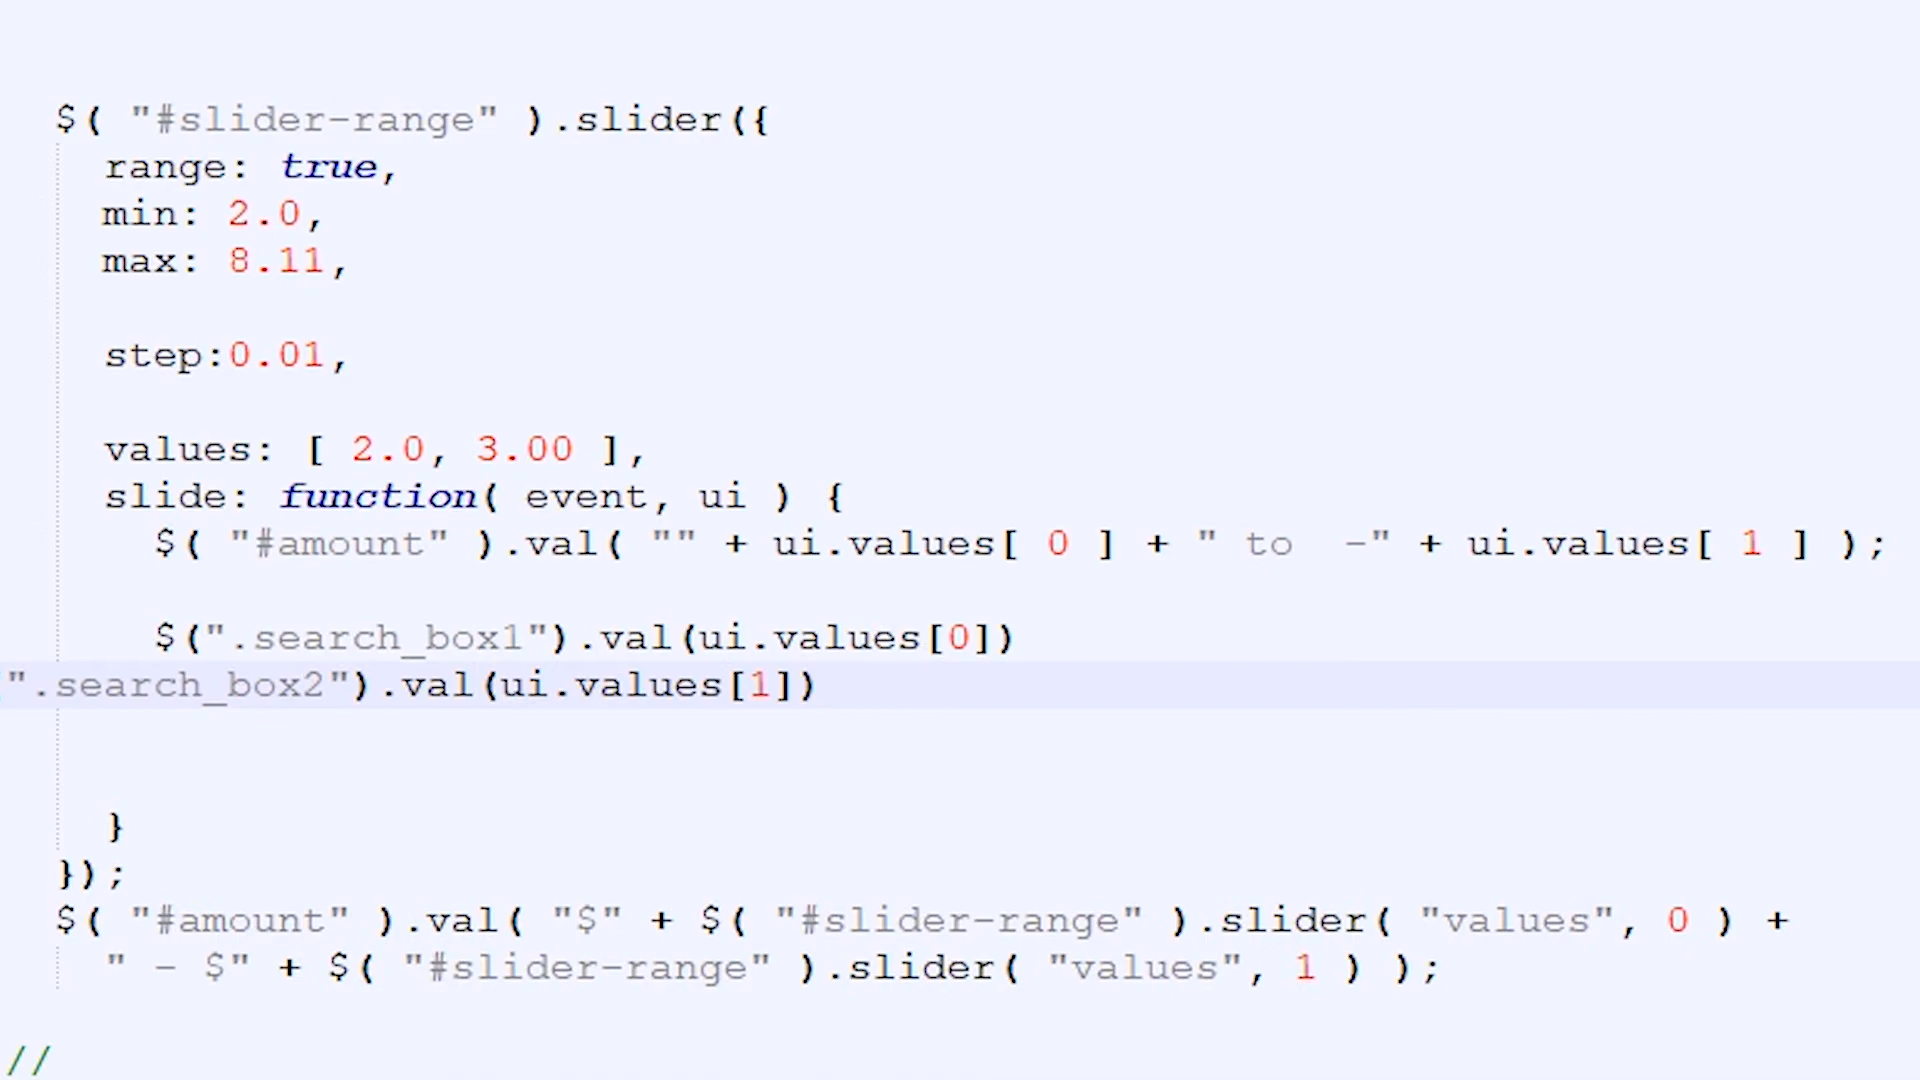 $( "#slider-range" ).slider({
range: true,
min: 2.0,
max: 8.11,
step:0.01,
values: [ 2.0, 3.00 ],
slide: function( event, ui ) {
$( "#amount" ).val( "" + ui.values[ 0 ] + " to  -" + ui.values[ 1 ] );
$(".search_box1").val(ui.values[0])
".search_box2").val(ui.values[1])
}
});
$( "#amount" ).val( "$" + $( "#slider-range" ).slider( "values", 0 ) +
" - $" + $( "#slider-range" ).slider( "values", 1 ) );
//